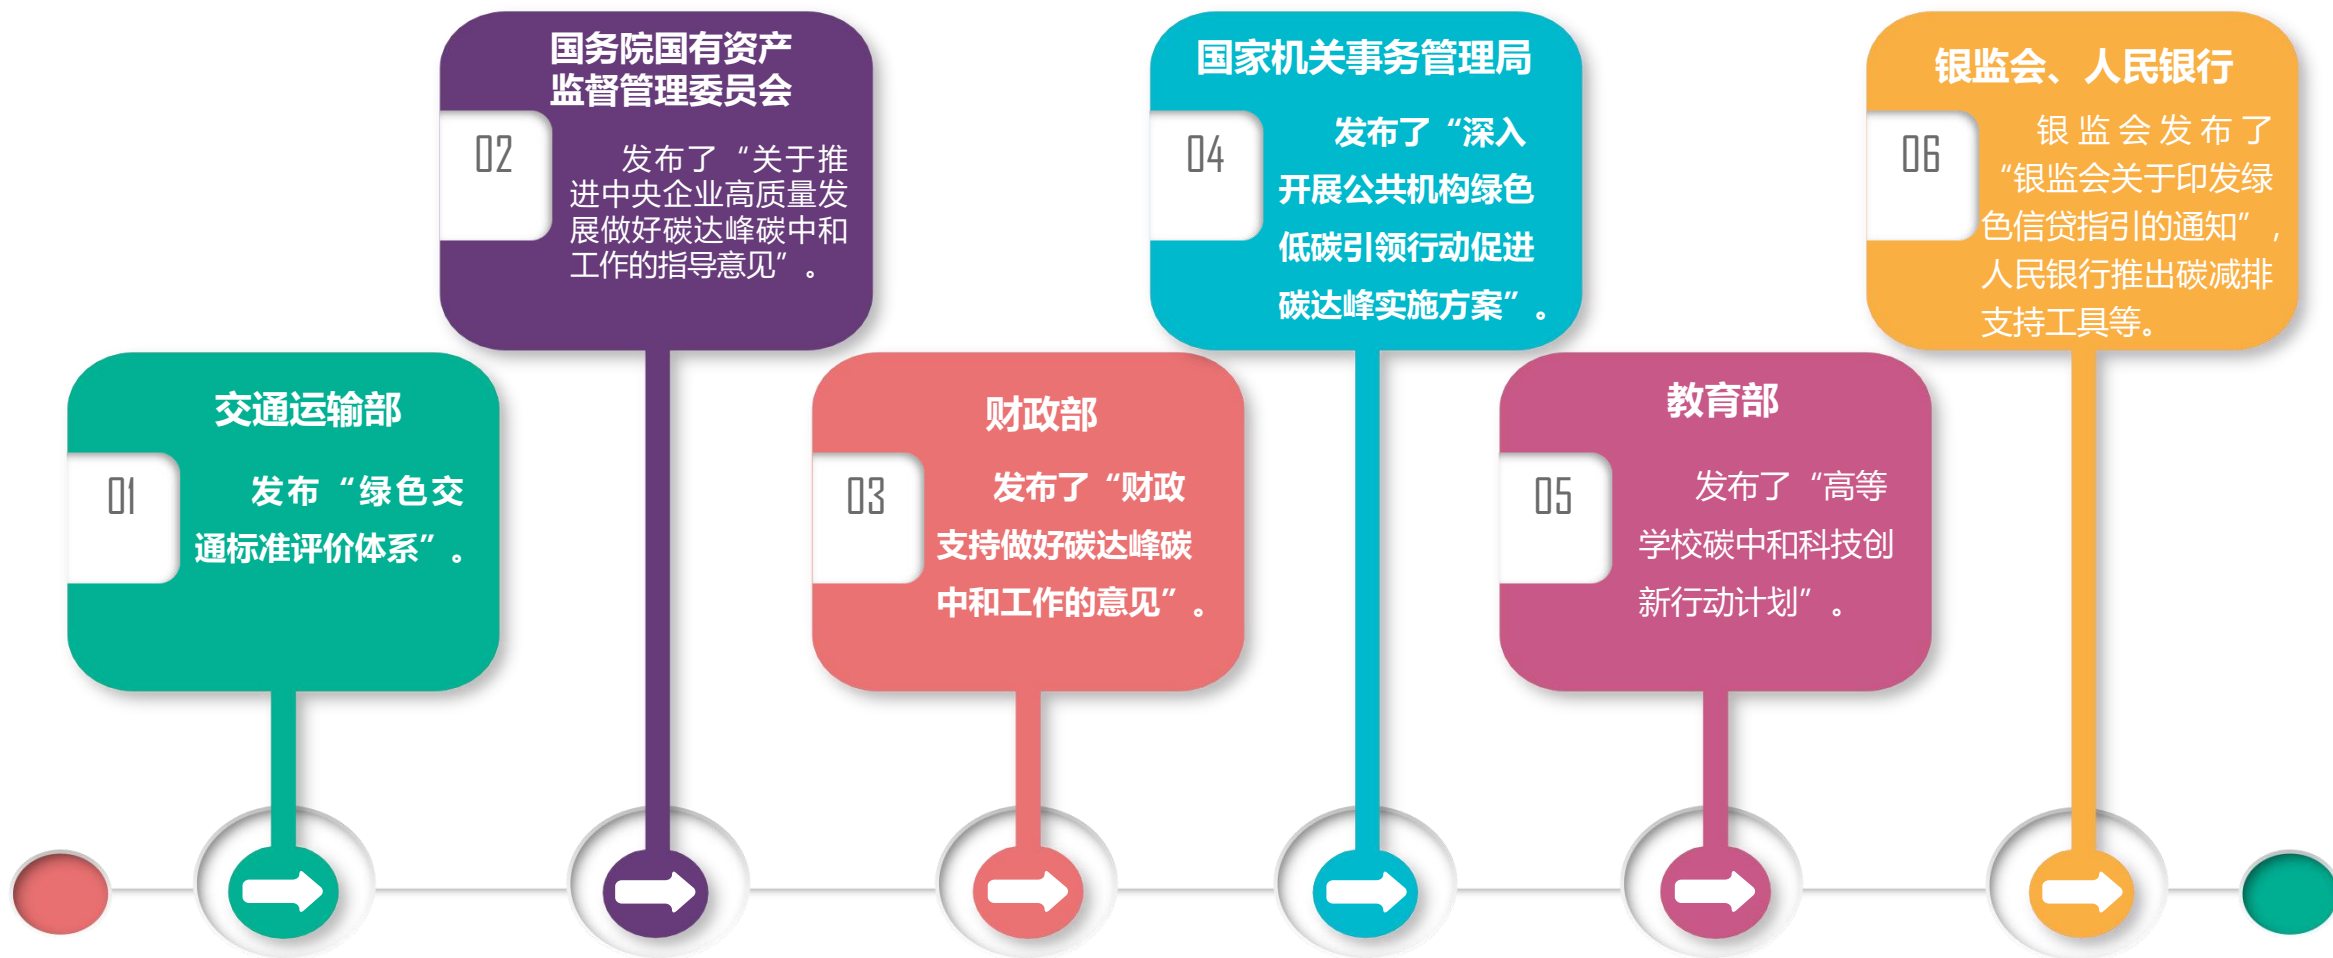 01
交通运输部
发布“绿色交
通标准评价体系”。
02
国务院国有资产
监督管理委员会
发布了“关于推
进中央企业高质量发
展做好碳达峰碳中和
工作的指导意见”。
03
财政部
发布了“财政
支持做好碳达峰碳
中和工作的意见”。
04
国家机关事务管理局
发布了“深入
开展公共机构绿色
低碳引领行动促进
碳达峰实施方案”。
05
教育部
发布了“高等
学校碳中和科技创
新行动计划”。
06
银监会、人民银行
银监会发布了
“银监会关于印发绿
色信贷指引的通知”，
人民银行推出碳减排
支持工具等。